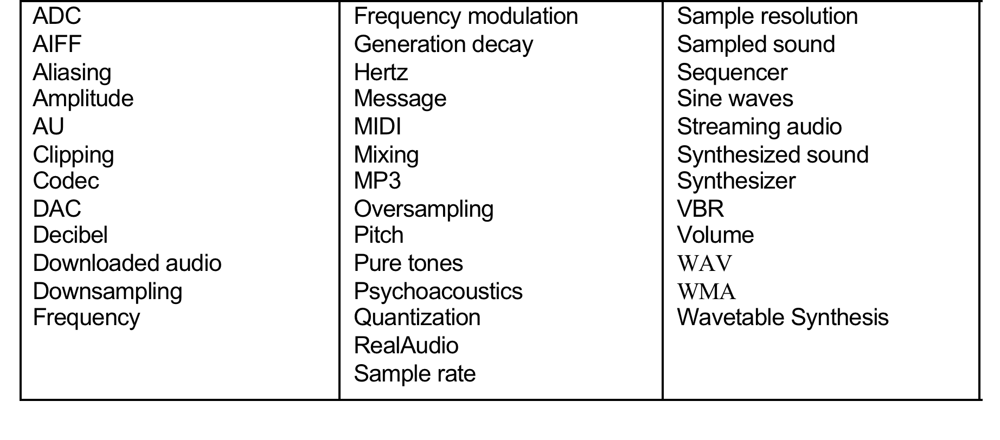 ADC
AIFF
Aliasing
Amplitude
AU
Clipping
Codec
DAC
Decibel
Downloaded audio
Downsampling
Frequency
Frequency modulation
Generation decay
Hertz
Message
MIDI
Mixing
MP3
Oversampling
Pitch
Pure tones
Psychoacoustics
Quantization
RealAudio
Sample rate
Sample resolution
Sampled sound
Sequencer
Sine waves
Streaming audio
Synthesized sound
Synthesizer
VBR
Volume
WAV
WMA
Wavetable Synthesis